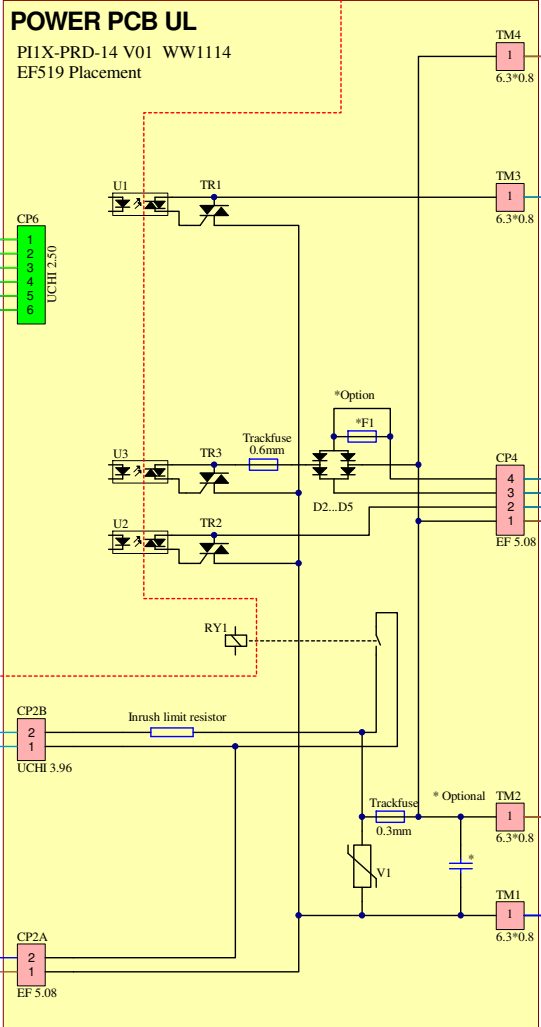 POWER PCB UL
PI1X-PRD-14 V01 WW1114
EF519 Placement
TM4
1
6.3*0.8
U1
TR1
TM3
1
6.3*0.8
CP6
1
2
3
4
5
6
UCHI 2.50
*Option
*F1
Trackfuse
0.6mm
U3
TR3
D2...D5
CP4
4
3
2
1
EF 5.08
U2
TR2
RY1
CP2B
2
1
UCHI 3.96
Inrush limit resistor
Trackfuse
0.3mm
* Optional
TM2
1
6.3*0.8
V1
*
TM1
1
6.3*0.8
CP2A
2
1
EF 5.08